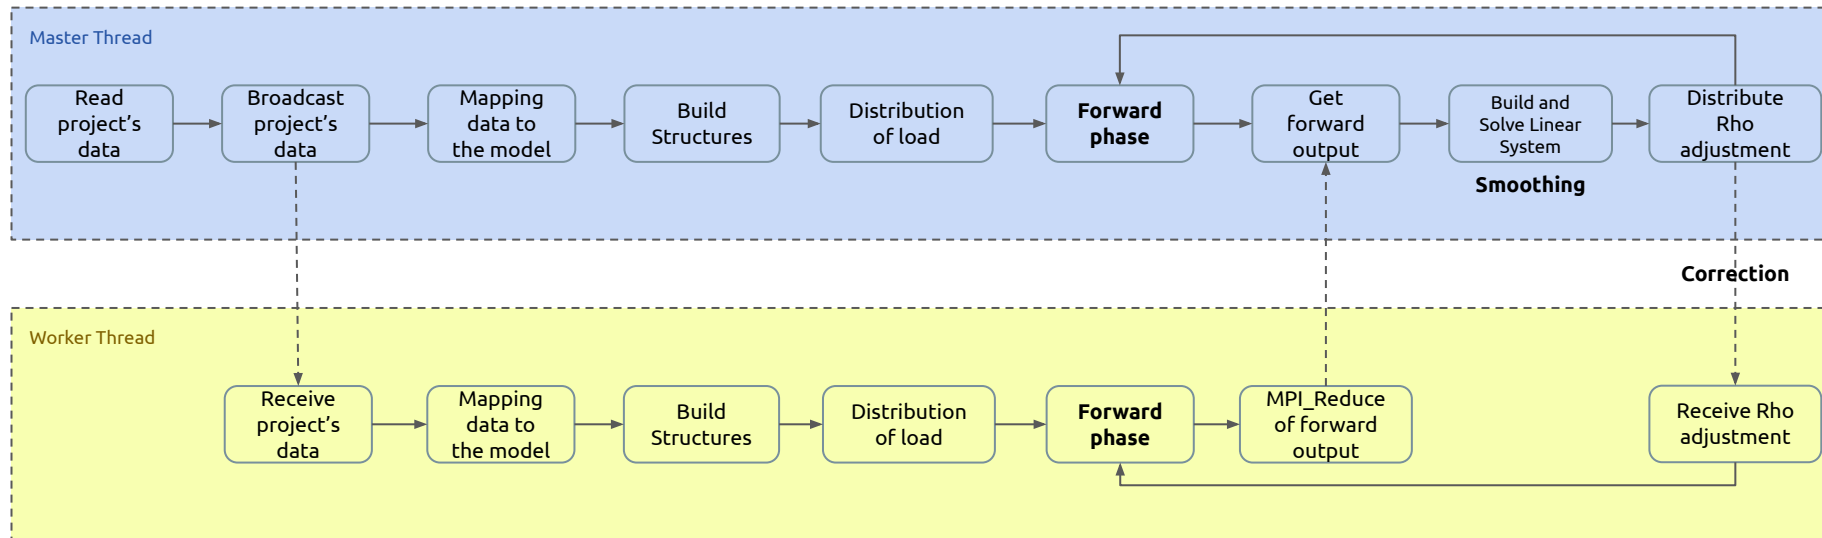 Master Thread
Read
project’s
data
Broadcast
project’s
data
Mapping
data to
the model
Build
Structures
Distribution
of load
Forward
phase
Get
forward
output
Build and
Solve Linear
System
Distribute
Rho
adjustment
Smoothing
Correction
Worker Thread
Receive
project’s
data
Mapping
data to
the model
Build
Structures
Distribution
of load
Forward
phase
MPI_Reduce
of forward
output
Receive Rho
adjustment